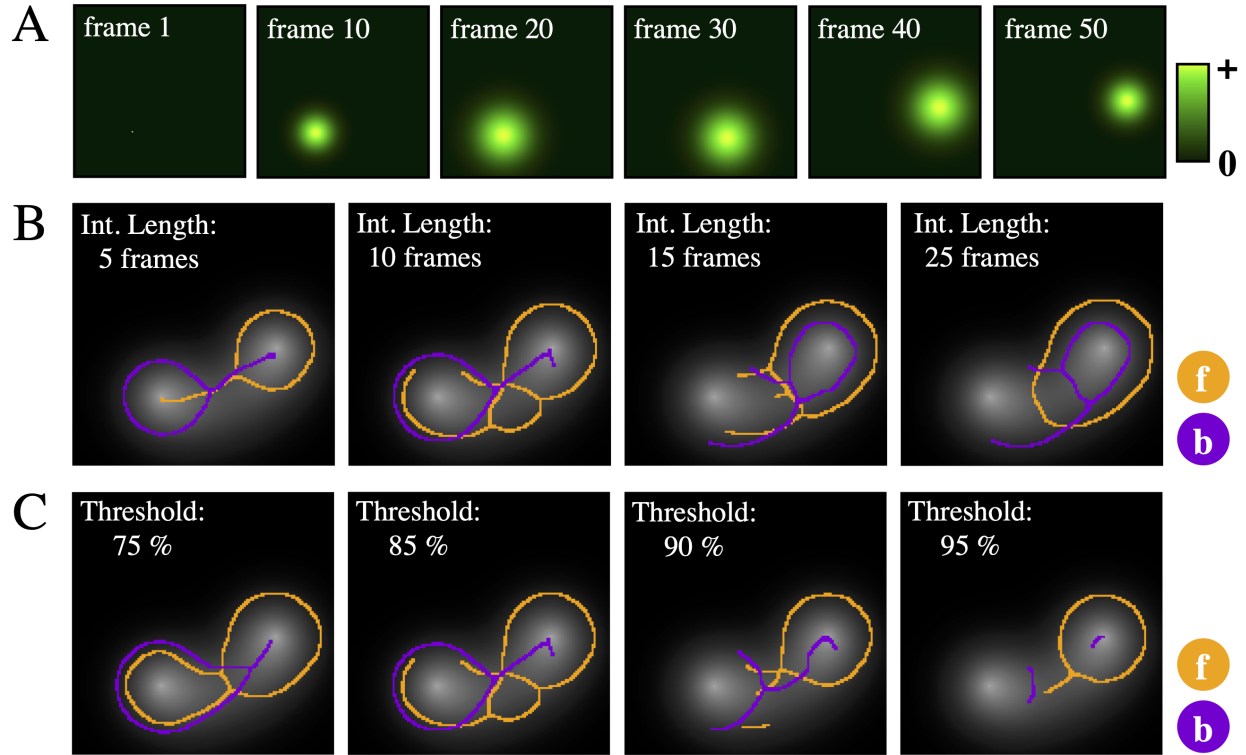 A
frame 1
frame 10
frame 20
frame 30
frame 40
frame 50
+
0
B
Int. Length:
5 frames
Int. Length:
10 frames
Int. Length:
15 frames
Int. Length:
25 frames
f
b
C
Threshold:
75 %
Threshold:
85 %
Threshold:
90 %
Threshold:
95 %
f
b